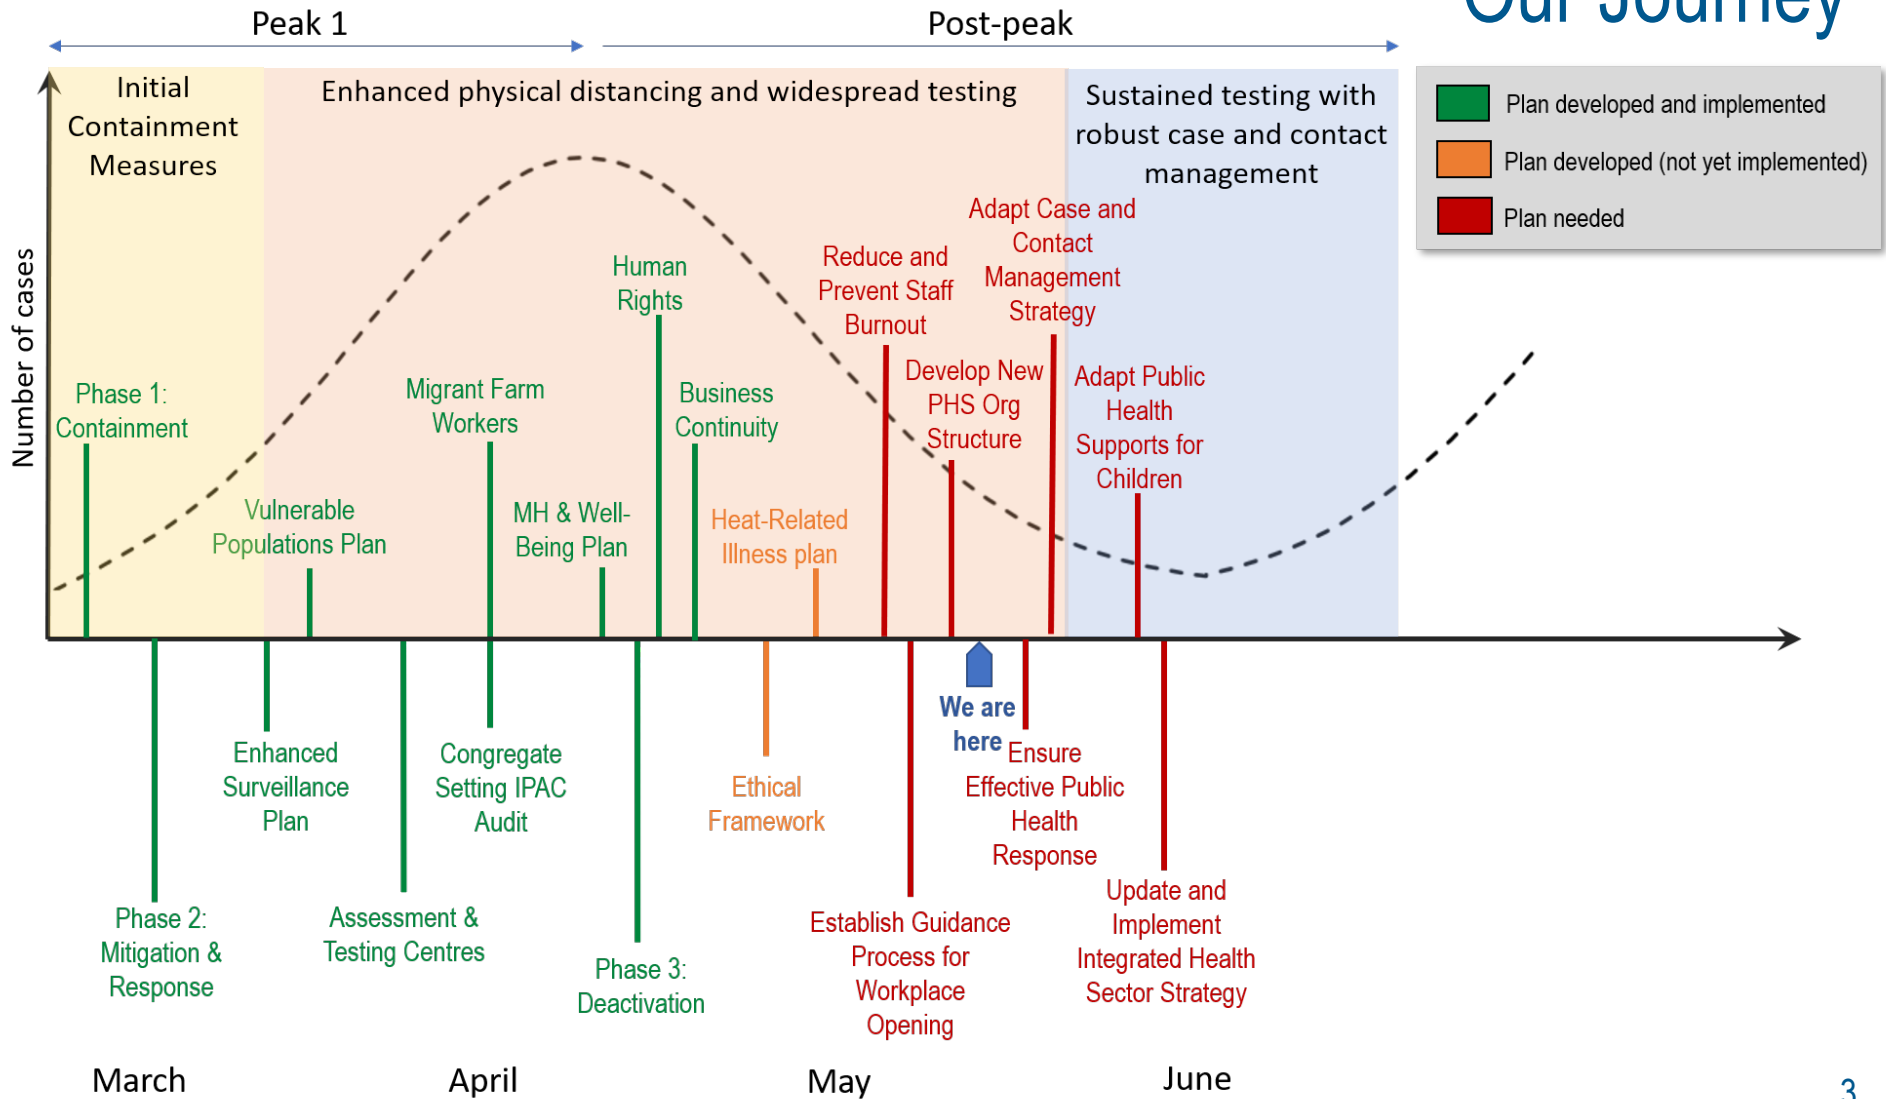 Our Journey
Peak 1
Post-peak
Initial
Containment
Measures
Enhanced physical distancing and widespread testing
Sustained testing with
robust case and contact
management
Plan developed and implemented
Plan developed (not yet implemented)
Plan needed
Number of cases
Phase 1:
Containment
Vulnerable
Populations Plan
Migrant Farm
Workers
MH & Well-
Being Plan
Human
Rights
Business
Continuity
Heat-Related
Illness plan
Reduce and
Prevent Staff
Burnout
Develop New
PHS Org
Structure
Adapt Case and
Contact
Management
Strategy
Adapt Public
Health
Supports for
Children
Phase 2:
Mitigation &
Response
Enhanced
Surveillance
Plan
Assessment &
Testing Centres
Congregate
Setting IPAC
Audit
Phase 3:
Deactivation
Ethical
Framework
Establish Guidance
Process for
Workplace
Opening
We are
here
Ensure
Effective Public
Health
Response
Update and
Implement
Integrated Health
Sector Strategy
March
April
May
June
3